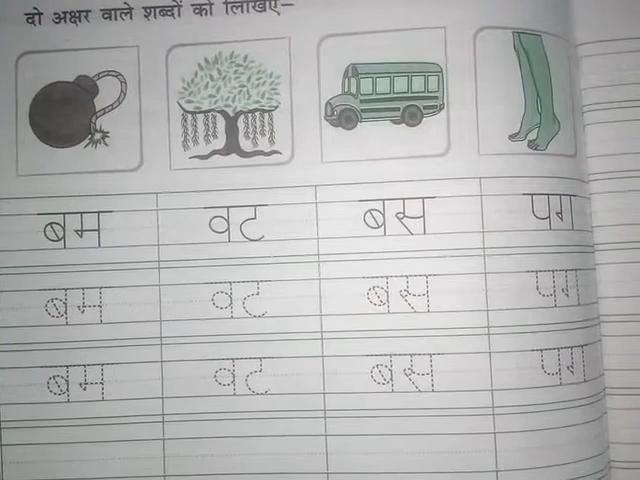 दो अक्षर वाले शब्दों को लिखिए–
बम वट बस पग
बम वट बस पग
बम वट बस पग